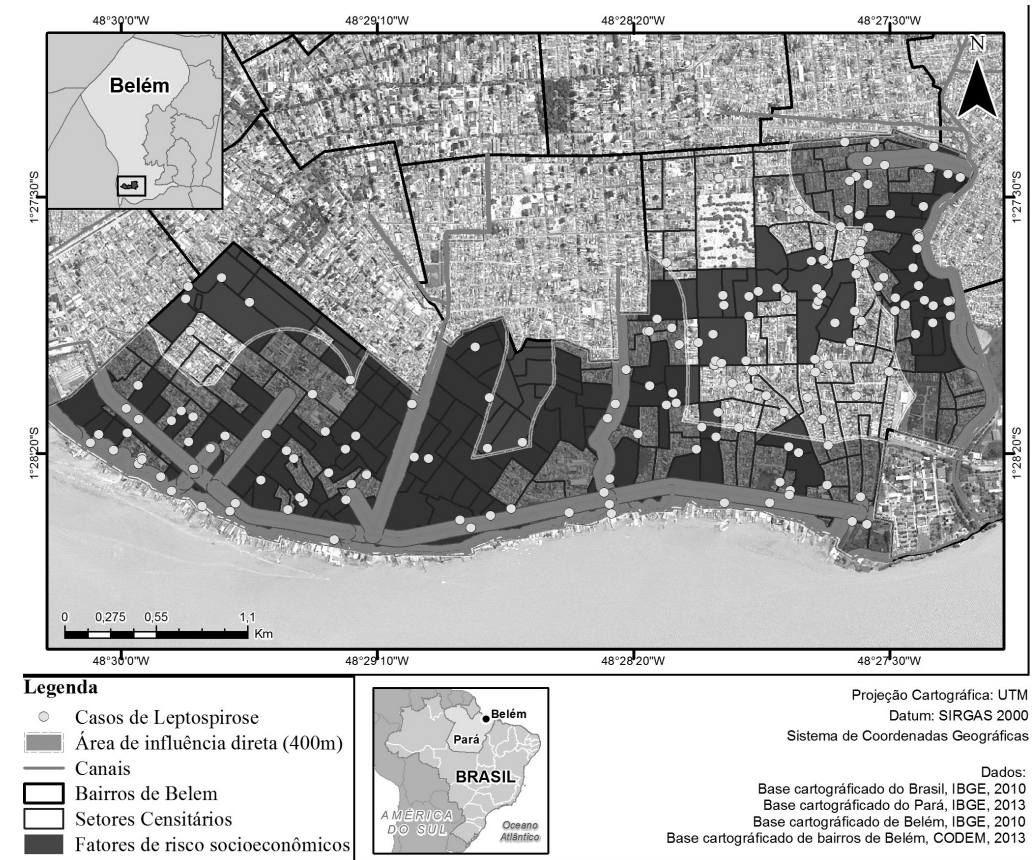 48°30'0"W 48°29'10"W 48°28'20"W 48°27'30"W
N
Belém
1°27'30"S 1°27'30"S
1°28'20"S 1°28'20"S
0 0,275 0,55 1,1
Km
48°30'0"W 48°29'10"W 48°28'20"W 48°27'30"W
Legenda
Casos de Leptospirose
Área de influência direta (400m)
Canais
Bairros de Belem
Setores Censitários
Fatores de risco socioeconômicos
Belém
Pará
BRASIL
AMÉRICA
DO SUL
Oceano
Atlântico
Projeção Cartográfica: UTM
Datum: SIRGAS 2000
Sistema de Coordenadas Geográficas
Dados:
Base cartográficado do Brasil, IBGE, 2010
Base cartográficado do Pará, IBGE, 2013
Base cartográficado de Belém, IBGE, 2010
Base cartográficado de bairros de Belém, CODEM, 2013